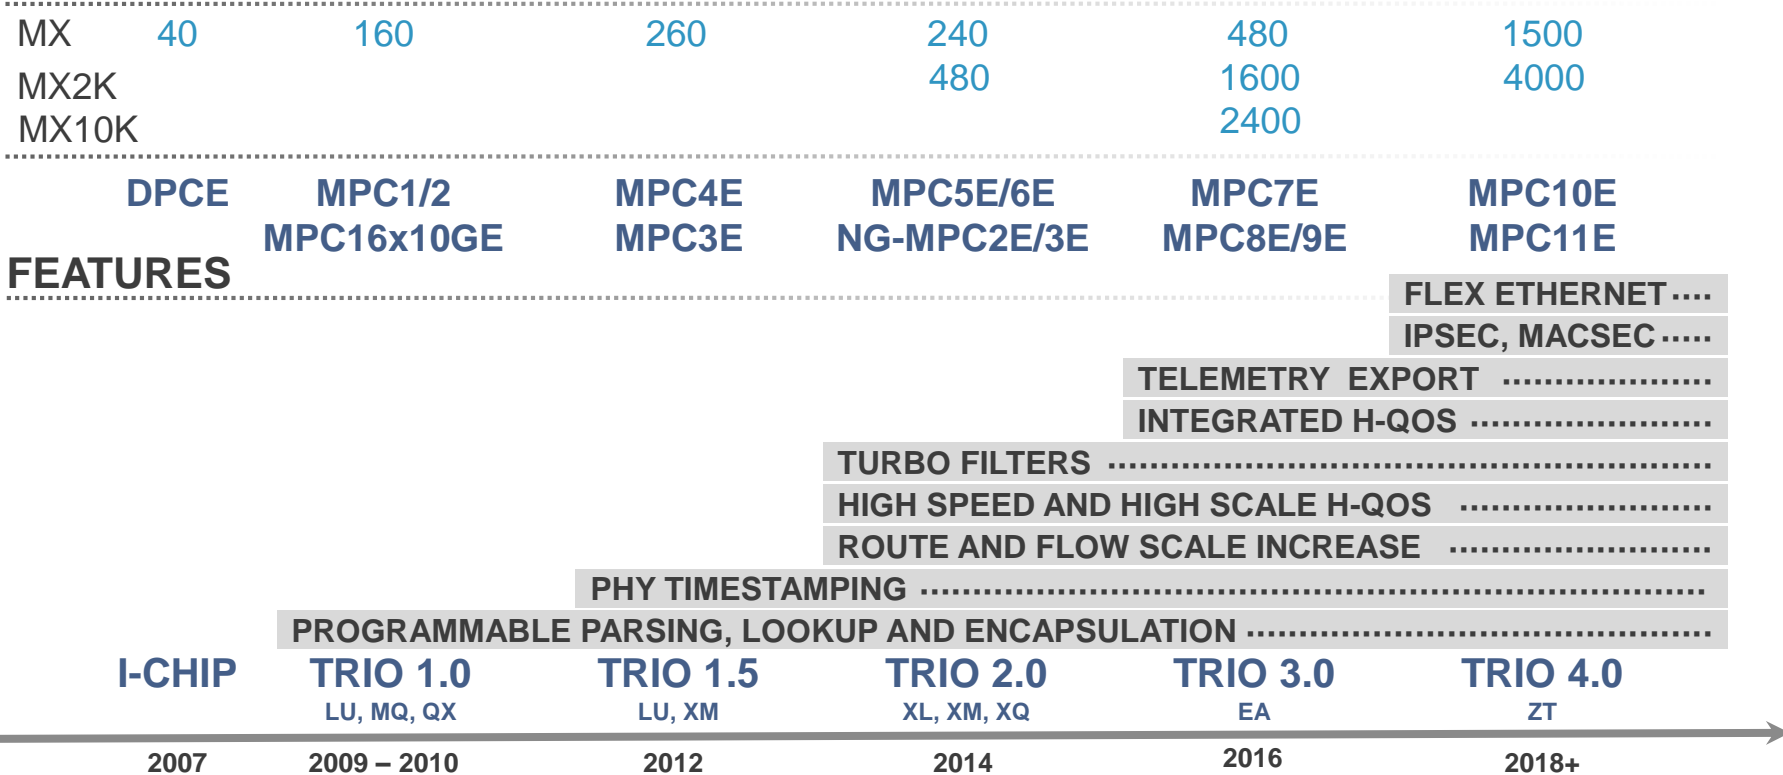 MX 40 160 260 240 480 1500
MX2K 480 1600 4000
MX10K 2400
DPCE MPC1/2 MPC4E MPC5E/6E MPC7E MPC10E
MPC16x10GE MPC3E NG-MPC2E/3E MPC8E/9E MPC11E
FEATURES
FLEX ETHERNET
IPSEC, MACSEC
TELEMETRY EXPORT
INTEGRATED H-QOS
TURBO FILTERS
HIGH SPEED AND HIGH SCALE H-QOS
ROUTE AND FLOW SCALE INCREASE
PHY TIMESTAMPING
PROGRAMMABLE PARSING, LOOKUP AND ENCAPSULATION
I-CHIP TRIO 1.0 TRIO 1.5 TRIO 2.0 TRIO 3.0 TRIO 4.0
LU, MQ, QX LU, XM XL, XM, XQ EA ZT
2007 2009 – 2010 2012 2014 2016 2018+